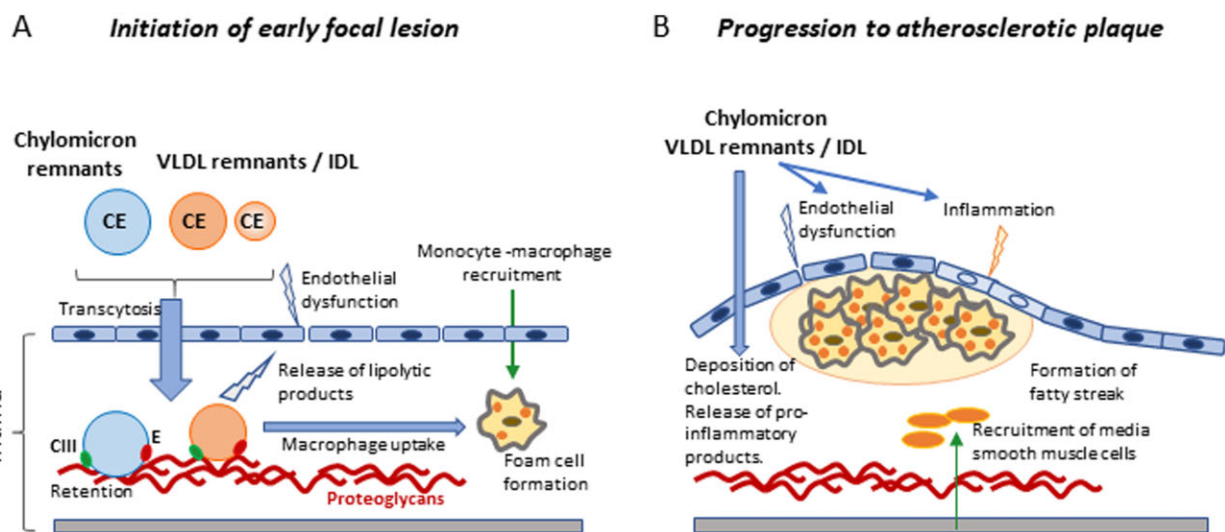 A
Initiation of early focal lesion
Chylomicron
remnants
VLDL remnants / IDL
CE
CE
CE
Monocyte -macrophage
recruitment
Endothelial
dysfunction
Transcytosis
Release of lipolytic
products
CIII
E
Macrophage uptake
Retention
Proteoglycans
Foam cell
formation
B
Progression to atherosclerotic plaque
Chylomicron
VLDL remnants / IDL
Endothelial
dysfunction
Inflammation
Deposition of
cholesterol.
Release of pro-
inflammatory
products.
Formation of
fatty streak
Recruitment of media
smooth muscle cells